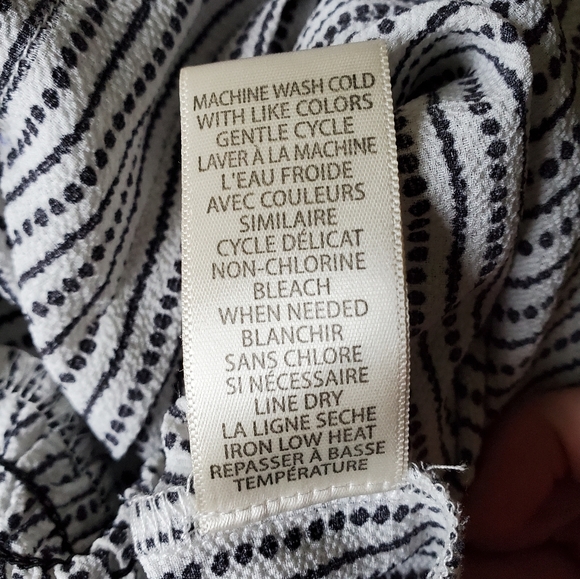 MACHINE WASH COLD
WITH LIKE COLORS
GENTLE CYCLE
LAVER À LA MACHINE
L'EAU FROIDE
AVEC COULEURS
SIMILAIRE
CYCLE DÉLICAT
NON-CHLORINE
BLEACH
WHEN NEEDED
BLANCHIR
SANS CHLORE
SI NÉCESSAIRE
LINE DRY
LA LIGNE SECHE
IRON LOW HEAT
REPASSER À BASSE
TEMPÉRATURE